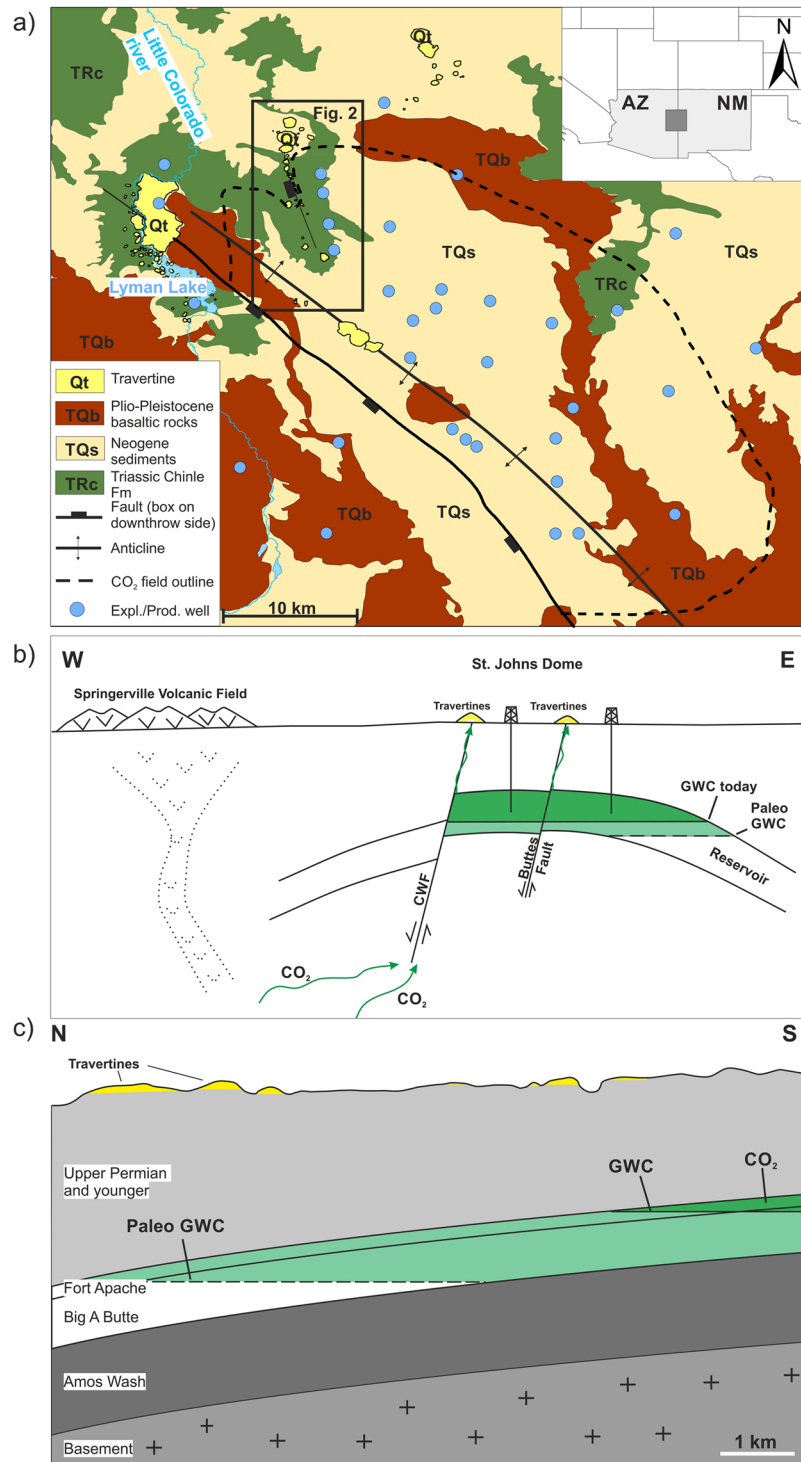 a)
TRc
Little Colorado
river
Qt
N
AZ
NM
Fig. 2
Qt
TQb
Qt
TQs
TQs
TRc
Lyman Lake
TQb
Qt
Travertine
TQb
Plio-Pleistocene
basaltic rocks
TQs
Neogene
sediments
TRc
Triassic Chinle
Fm
Fault (box on
downthrow side)
Anticline
CO₂ field outline
Expl./Prod. well
TQb
TQs
TQb
10 km
b)
W
E
St. Johns Dome
Springerville Volcanic Field
Travertines
Travertines
GWC today
Paleo
GWC
Reservoir
CWF
Buttes
Fault
CO₂
CO₂
c)
N
S
Travertines
Upper Permian
and younger
GWC
CO₂
Paleo GWC
Fort Apache
Big A Butte
Amos Wash
Basement
1 km